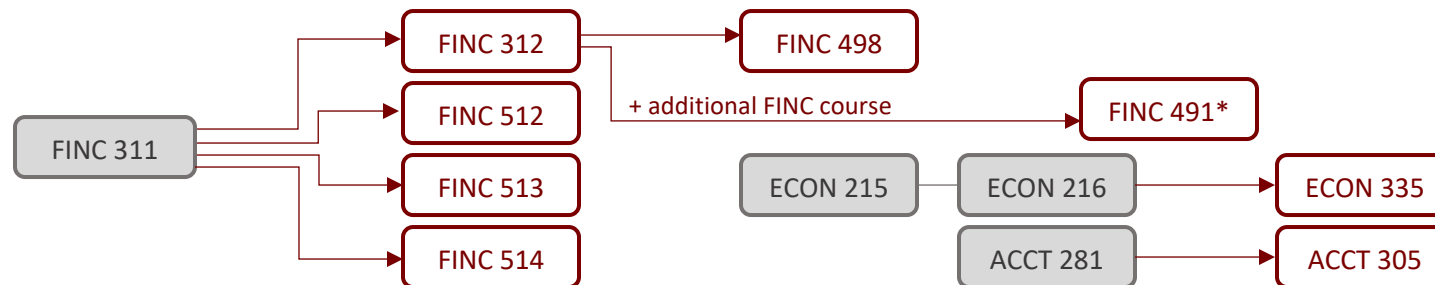 FINC 312
FINC 498
+ additional FINC course
FINC 512
FINC 491*
FINC 311
FINC 513
ECON 215
ECON 216
ECON 335
FINC 514
ACCT 281
ACCT 305